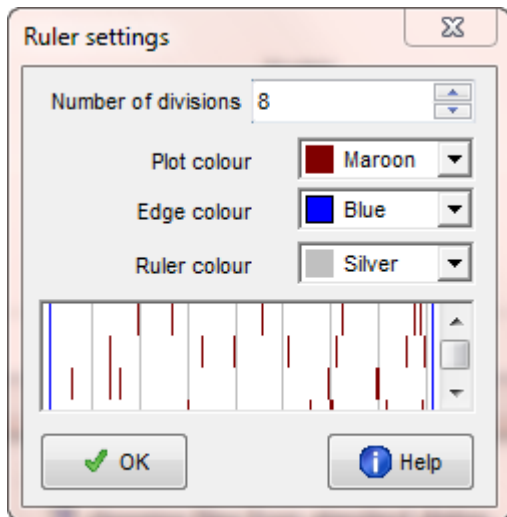 Ruler settings
Number of divisions 8
Plot colour Maroon
Edge colour Blue
Ruler colour Silver
OK Help